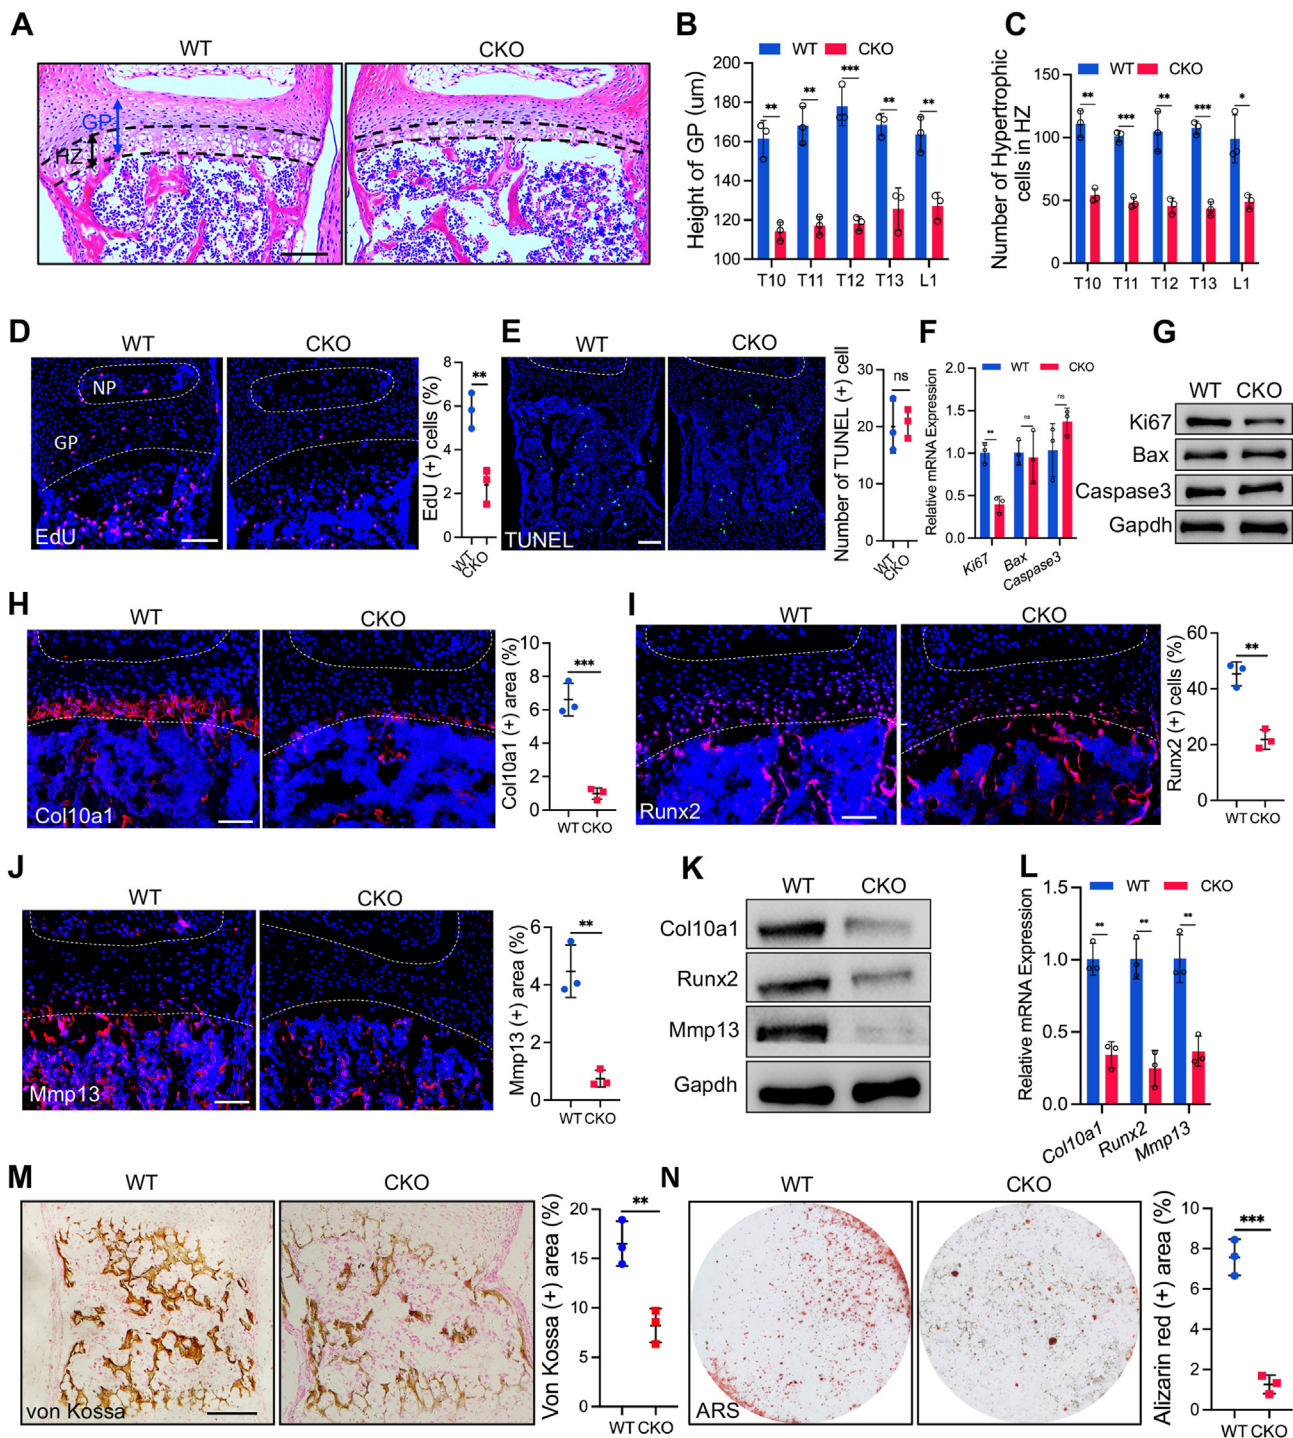 A
WT
CKO
GP
HZ
B
WT
CKO
Height of GP (um)
200
180
160
140
120
100
**
**
***
**
**
T10
T11
T12
T13
L1
C
WT
CKO
Number of Hyptertrophic
cells in HZ
150
100
50
0
**
***
**
***
*
T10
T11
T12
T13
L1
D
WT
CKO
NP
GP
EdU
EdU (+) cells (%)
8
6
4
2
0
**
WT
CKO
E
WT
CKO
TUNEL
Number of TUNEL (+) cell
30
20
10
0
ns
WT
CKO
F
WT
CKO
Relative mRNA Expression
2.0
1.5
1.0
0.5
0.0
**
ns
ns
Ki67
Bax
Caspase3
G
WT
CKO
Ki67
Bax
Caspase3
Gapdh
H
WT
CKO
Col10a1
Col10a1 (+) area (%)
10
8
6
4
2
0
***
WT
CKO
I
WT
CKO
Runx2
Runx2 (+) cells (%)
60
40
20
0
**
WT
CKO
J
WT
CKO
Mmp13
Mmp13 (+) area (%)
6
4
2
0
**
WT
CKO
K
WT
CKO
Col10a1
Runx2
Mmp13
Gapdh
L
WT
CKO
Relative mRNA Expression
1.5
1.0
0.5
0.0
**
**
**
Col10a1
Runx2
Mmp13
M
WT
CKO
von Kossa
Von Kossa (+) area (%)
20
15
10
5
0
**
WT
CKO
N
WT
CKO
ARS
Alizarin red (+) area (%)
10
8
6
4
2
0
***
WT
CKO